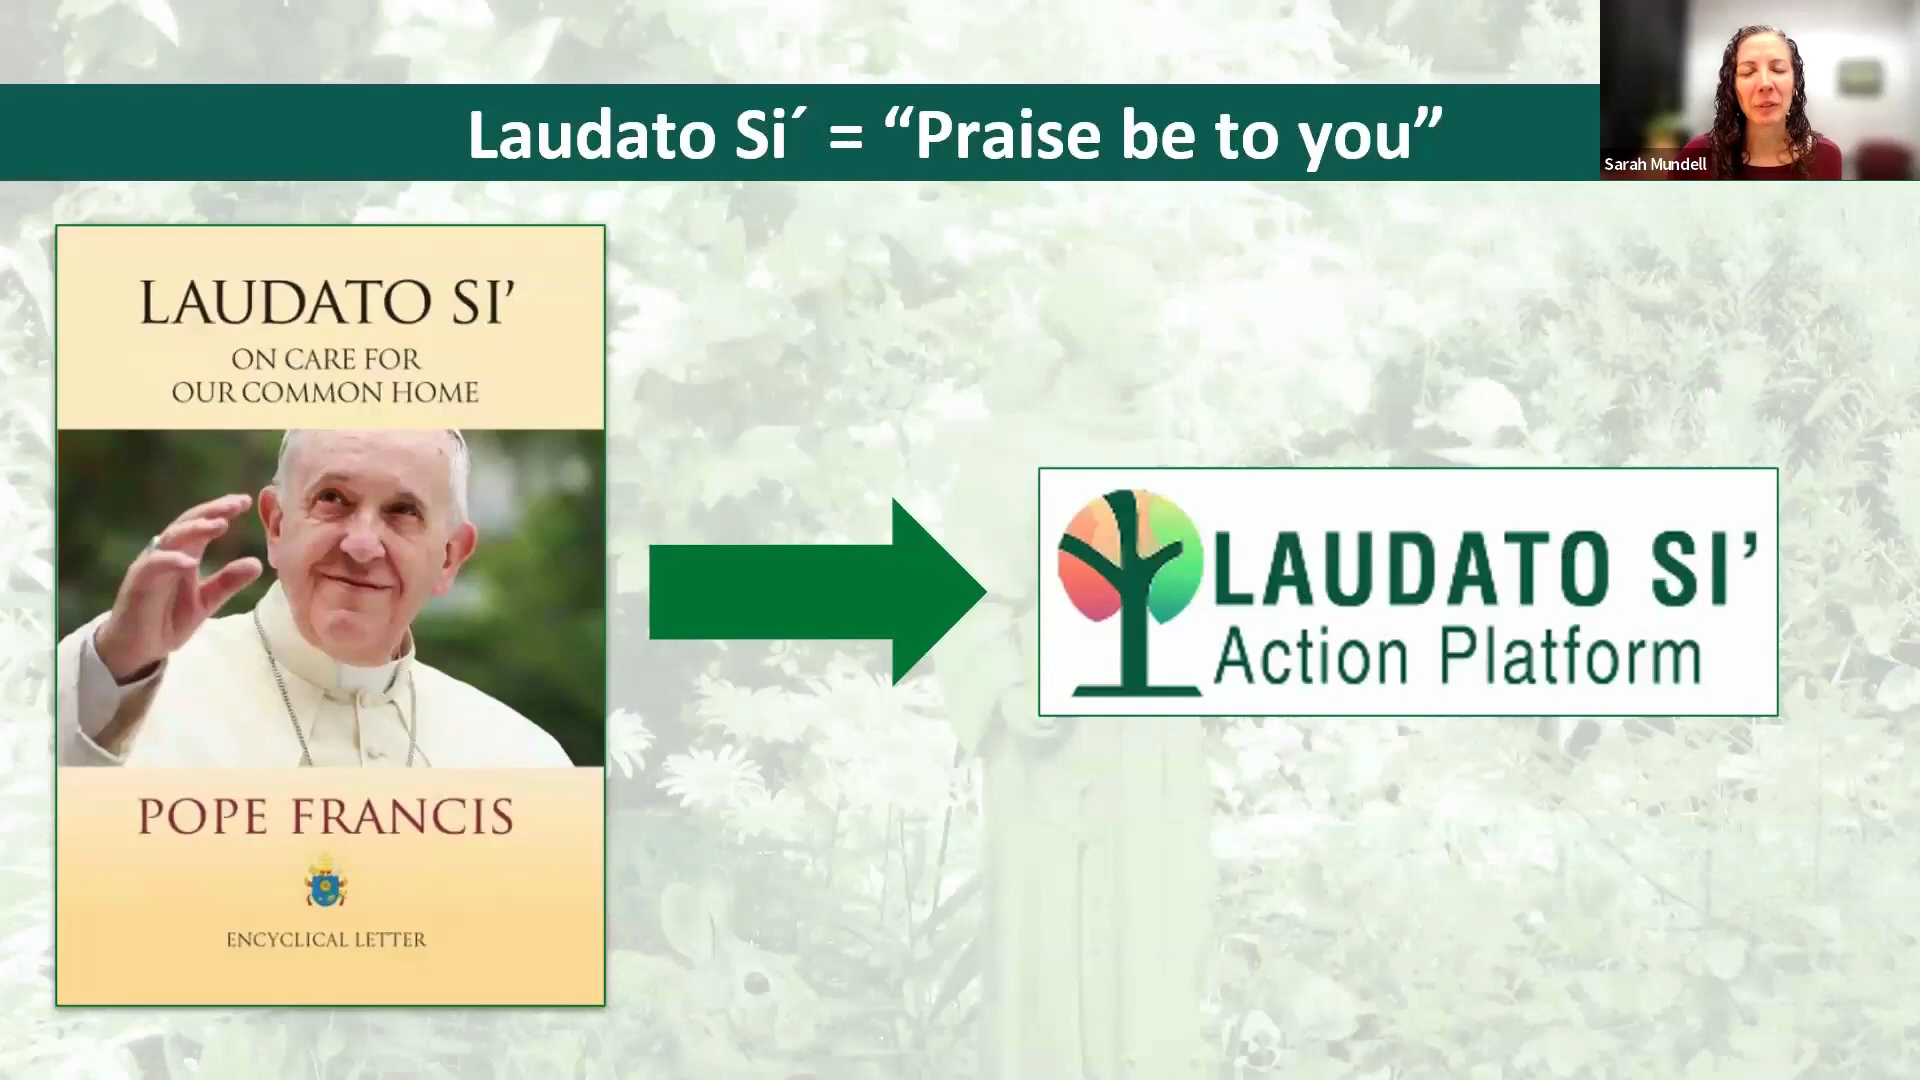 Laudato Si´ = “Praise be to you”
Sarah Mundell
LAUDATO SI’
ON CARE FOR
OUR COMMON HOME
POPE FRANCIS
ENCYCLICAL LETTER
LAUDATO SI’
Action Platform